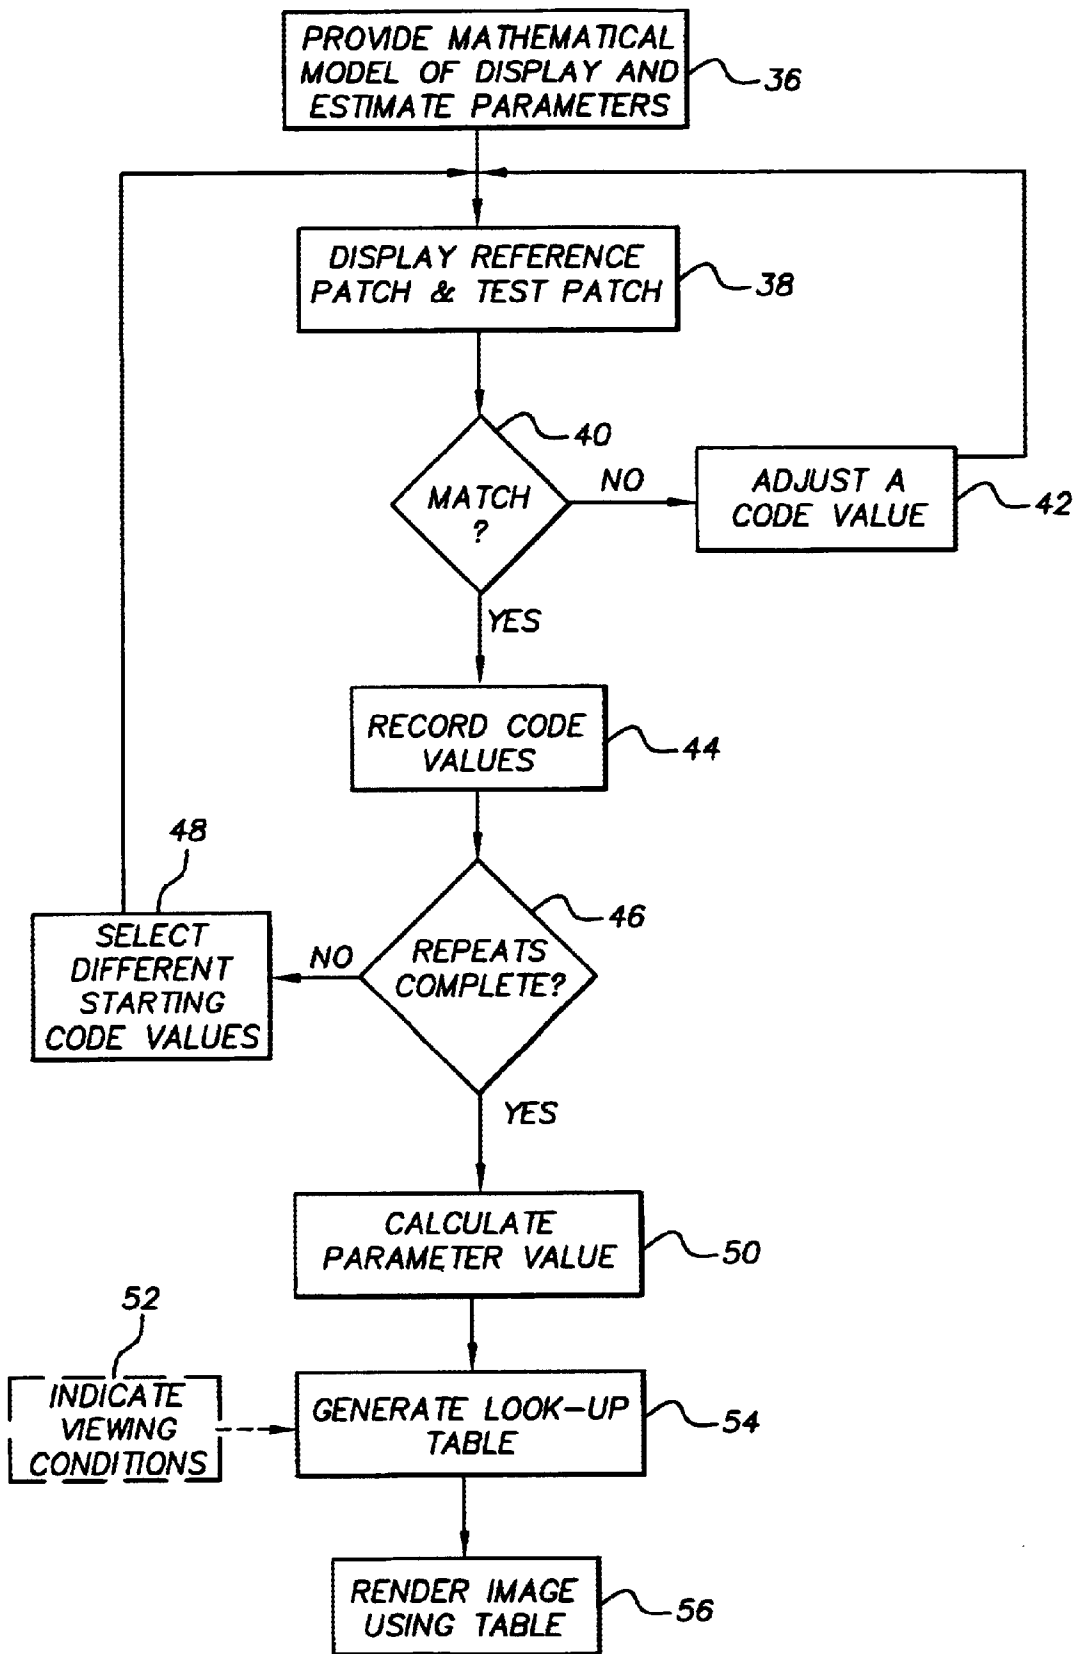 PROVIDE MATHEMATICAL
MODEL OF DISPLAY AND
ESTIMATE PARAMETERS
36
DISPLAY REFERENCE
PATCH & TEST PATCH
38
40
MATCH
?
NO
ADJUST A
CODE VALUE
42
YES
RECORD CODE
VALUES
44
48
46
SELECT
DIFFERENT
STARTING
CODE VALUES
NO
REPEATS
COMPLETE?
YES
CALCULATE
PARAMETER VALUE
50
52
INDICATE
VIEWING
CONDITIONS
GENERATE LOOK-UP
TABLE
54
RENDER IMAGE
USING TABLE
56